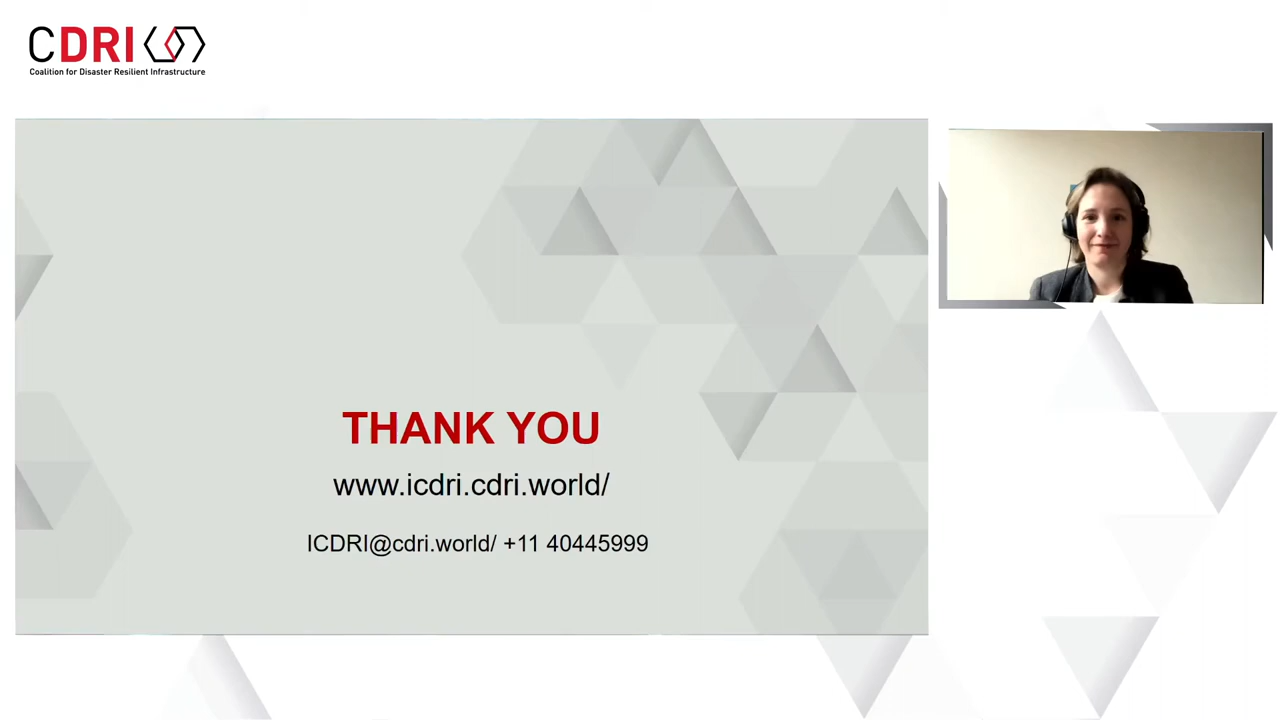 CDRI
Coalition for Disaster Resilient Infrastructure
THANK YOU
www.icdri.cdri.world/
ICDRI@cdri.world/ +11 40445999